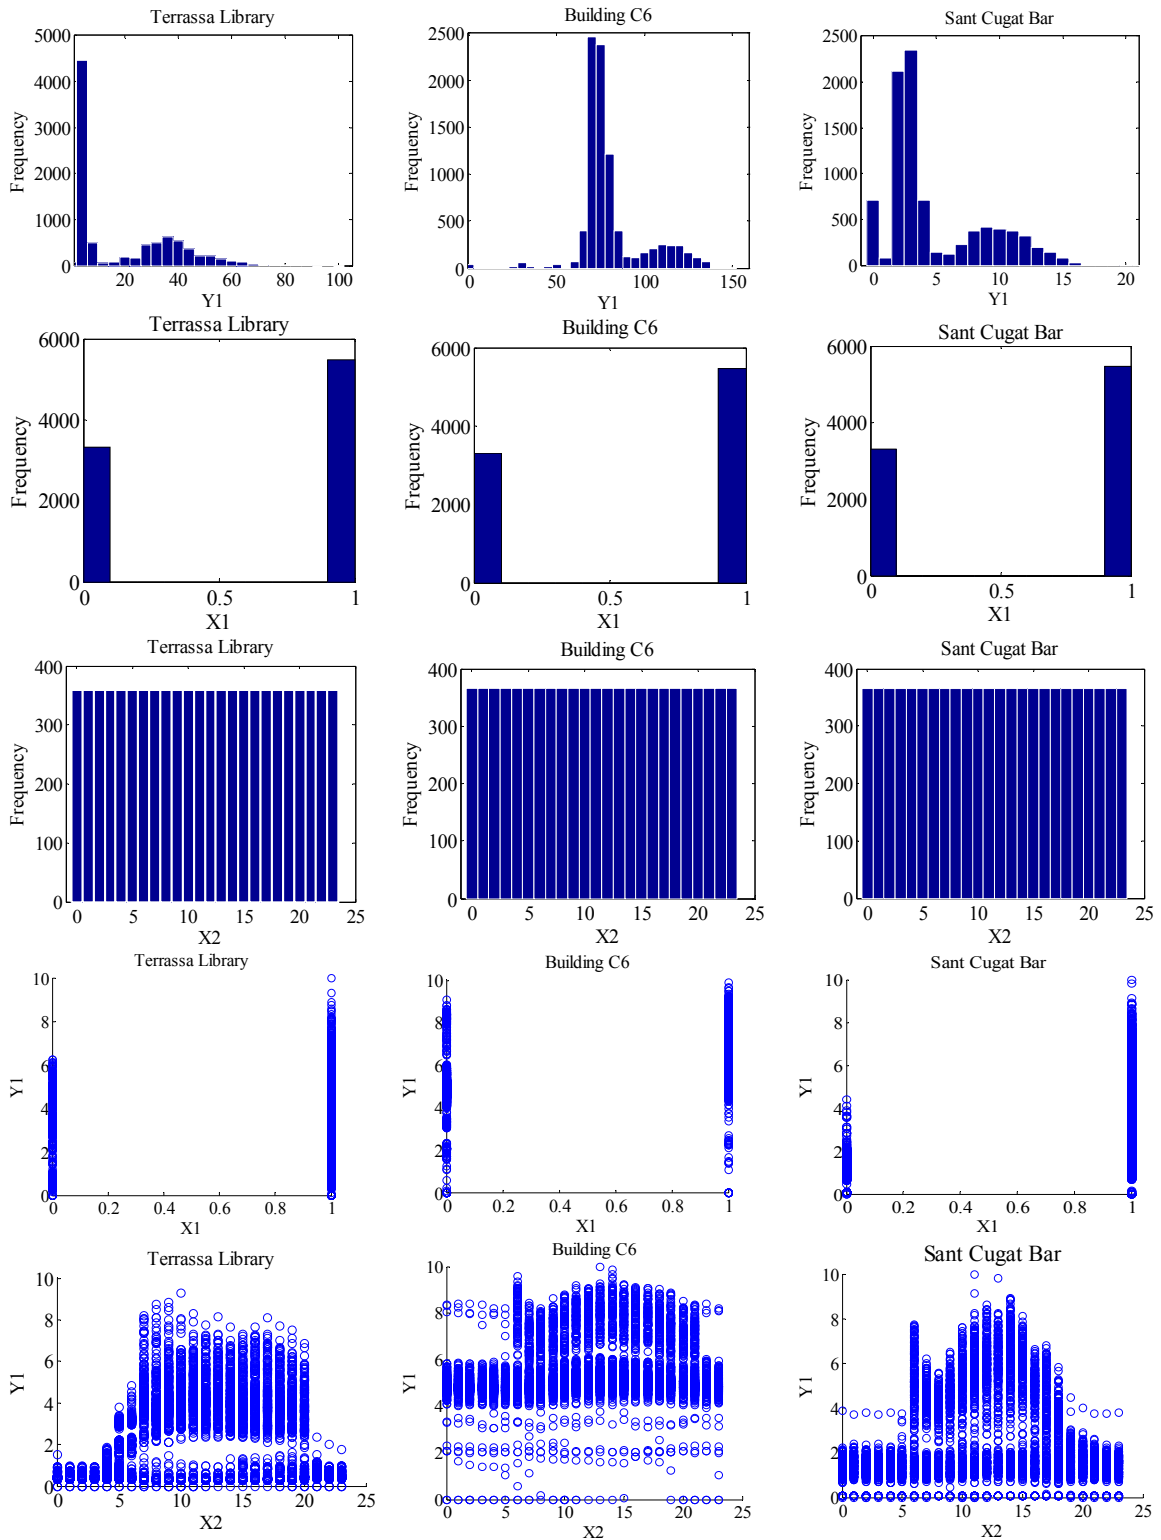 Terrassa Library
5000
4000
3000
2000
1000
0
Frequency
20 40 60 80 100
Y1
Building C6
2500
2000
1500
1000
500
0
Frequency
0 50 100 150
Y1
Sant Cugat Bar
2500
2000
1500
1000
500
0
Frequency
0 5 10 15 20
Y1
Terrassa Library
6000
4000
2000
0
Frequency
0 0.5 1
X1
Building C6
6000
4000
2000
0
Frequency
0 0.5 1
X1
Sant Cugat Bar
6000
4000
2000
0
Frequency
0 0.5 1
X1
Terrassa Library
400
300
200
100
0
Frequency
0 5 10 15 20 25
X2
Building C6
400
300
200
100
0
Frequency
0 5 10 15 20 25
X2
Sant Cugat Bar
400
300
200
100
0
Frequency
0 5 10 15 20 25
X2
Terrassa Library
10
8
6
4
2
0
Y1
0.2 0.4 0.6 0.8 1
X1
Building C6
10
8
6
4
2
0
Y1
0 0.2 0.4 0.6 0.8 1
X1
Sant Cugat Bar
10
8
6
4
2
0
Y1
0 0.2 0.4 0.6 0.8 1
X1
Terrassa Library
10
8
6
4
2
0
Y1
0 5 10 15 20 25
X2
Building C6
10
8
6
4
2
0
Y1
0 5 10 15 20 25
X2
Sant Cugat Bar
10
8
6
4
2
0
Y1
0 5 10 15 20 25
X2